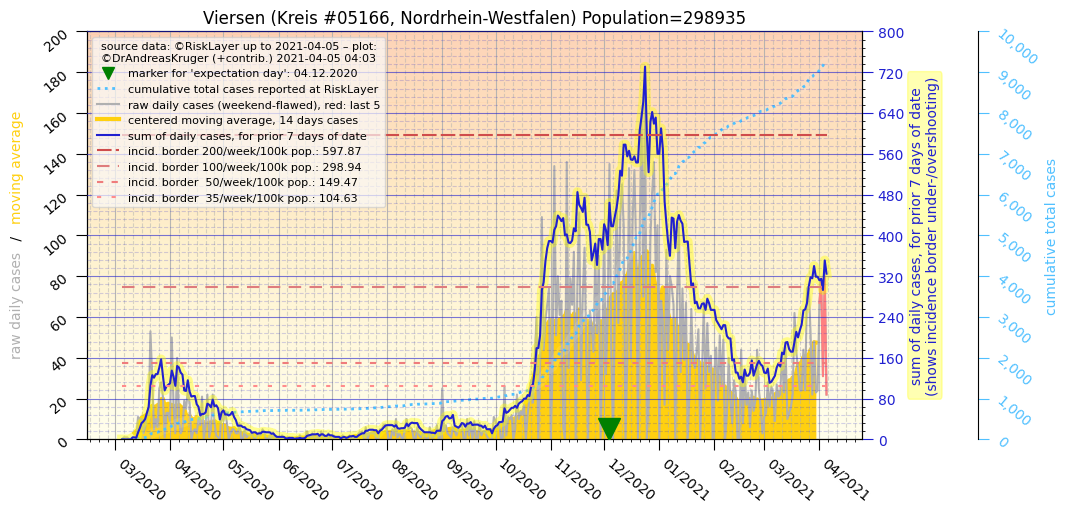 Viersen (Kreis #05166, Nordrhein-Westfalen) Population=298935
source data: ©RiskLayer up to 2021-04-05 – plot:
©DrAndreasKruger (+contrib.) 2021-04-05 04:03
marker for 'expectation day': 04.12.2020
cumulative total cases reported at RiskLayer
raw daily cases (weekend-flawed), red: last 5
centered moving average, 14 days cases
sum of daily cases, for prior 7 days of date
incid. border 200/week/100k pop.: 597.87
incid. border 100/week/100k pop.: 298.94
incid. border  50/week/100k pop.: 149.47
incid. border  35/week/100k pop.: 104.63
raw daily cases / moving average
200
180
160
140
120
100
80
60
40
20
0
03/2020
04/2020
05/2020
06/2020
07/2020
08/2020
09/2020
10/2020
11/2020
12/2020
01/2021
02/2021
03/2021
04/2021
800
720
640
560
480
400
320
240
160
80
0
sum of daily cases, for prior 7 days of date
(shows incidence border under-/overshooting)
10,000
9,000
8,000
7,000
6,000
5,000
4,000
3,000
2,000
1,000
0
cumulative total cases